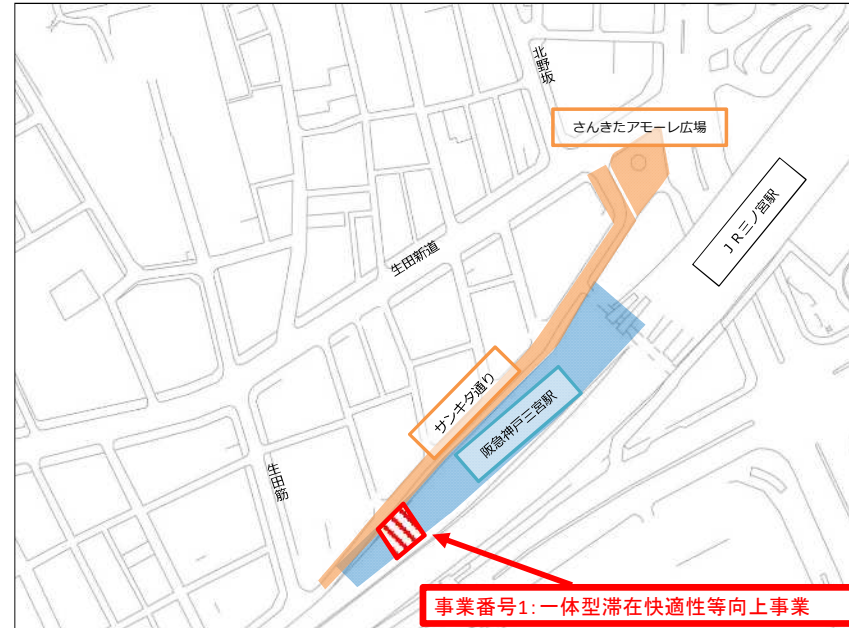 北野坂
さんきたアモーレ広場
JR三ノ宮駅
生田新道
サンキタ通り
阪急神戸三宮駅
生田筋
事業番号1:一体型滞在快適性等向上事業